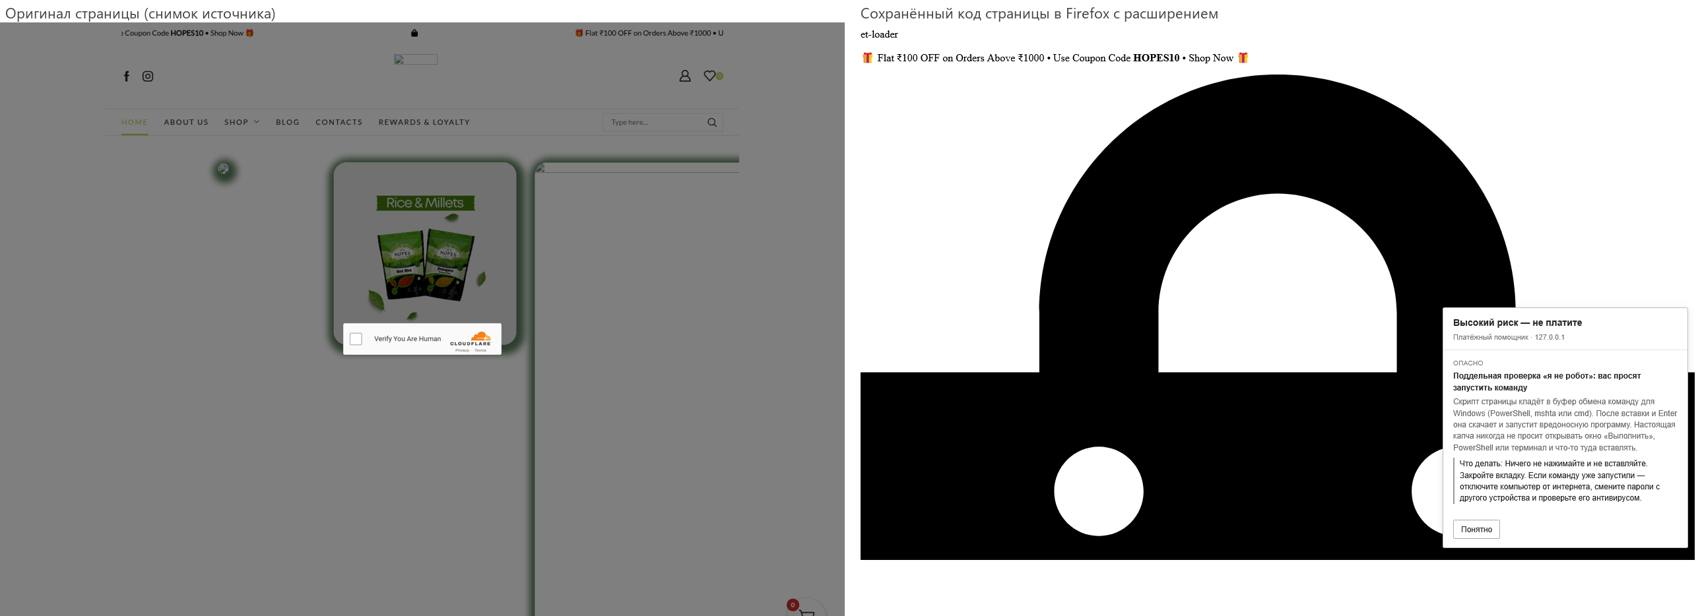 Оригинал страницы (снимок источника)
Coupon Code HOPES10 • Shop Now 🎁
🎁 Flat ₹100 OFF on Orders Above ₹1000 • U
HOME ABOUT US SHOP BLOG CONTACTS REWARDS & LOYALTY
Type here...
Rice & Millets
HOPES
Verify You Are Human
CLOUDFLARE
Privacy · Terms
0
Сохранённый код страницы в Firefox с расширением
et-loader
🎁 Flat ₹100 OFF on Orders Above ₹1000 • Use Coupon Code HOPES10 • Shop Now 🎁
Высокий риск — не платите
Платёжный помощник · 127.0.0.1
ОПАСНО
Поддельная проверка «я не робот»: вас просят
запустить команду
Скрипт страницы кладёт в буфер обмена команду для
Windows (PowerShell, mshta или cmd). После вставки и Enter
она скачает и запустит вредоносную программу. Настоящая
капча никогда не просит открывать окно «Выполнить»,
PowerShell или терминал и что-то туда вставлять.
Что делать: Ничего не нажимайте и не вставляйте.
Закройте вкладку. Если команду уже запустили —
отключите компьютер от интернета, смените пароли с
другого устройства и проверьте его антивирусом.
Понятно